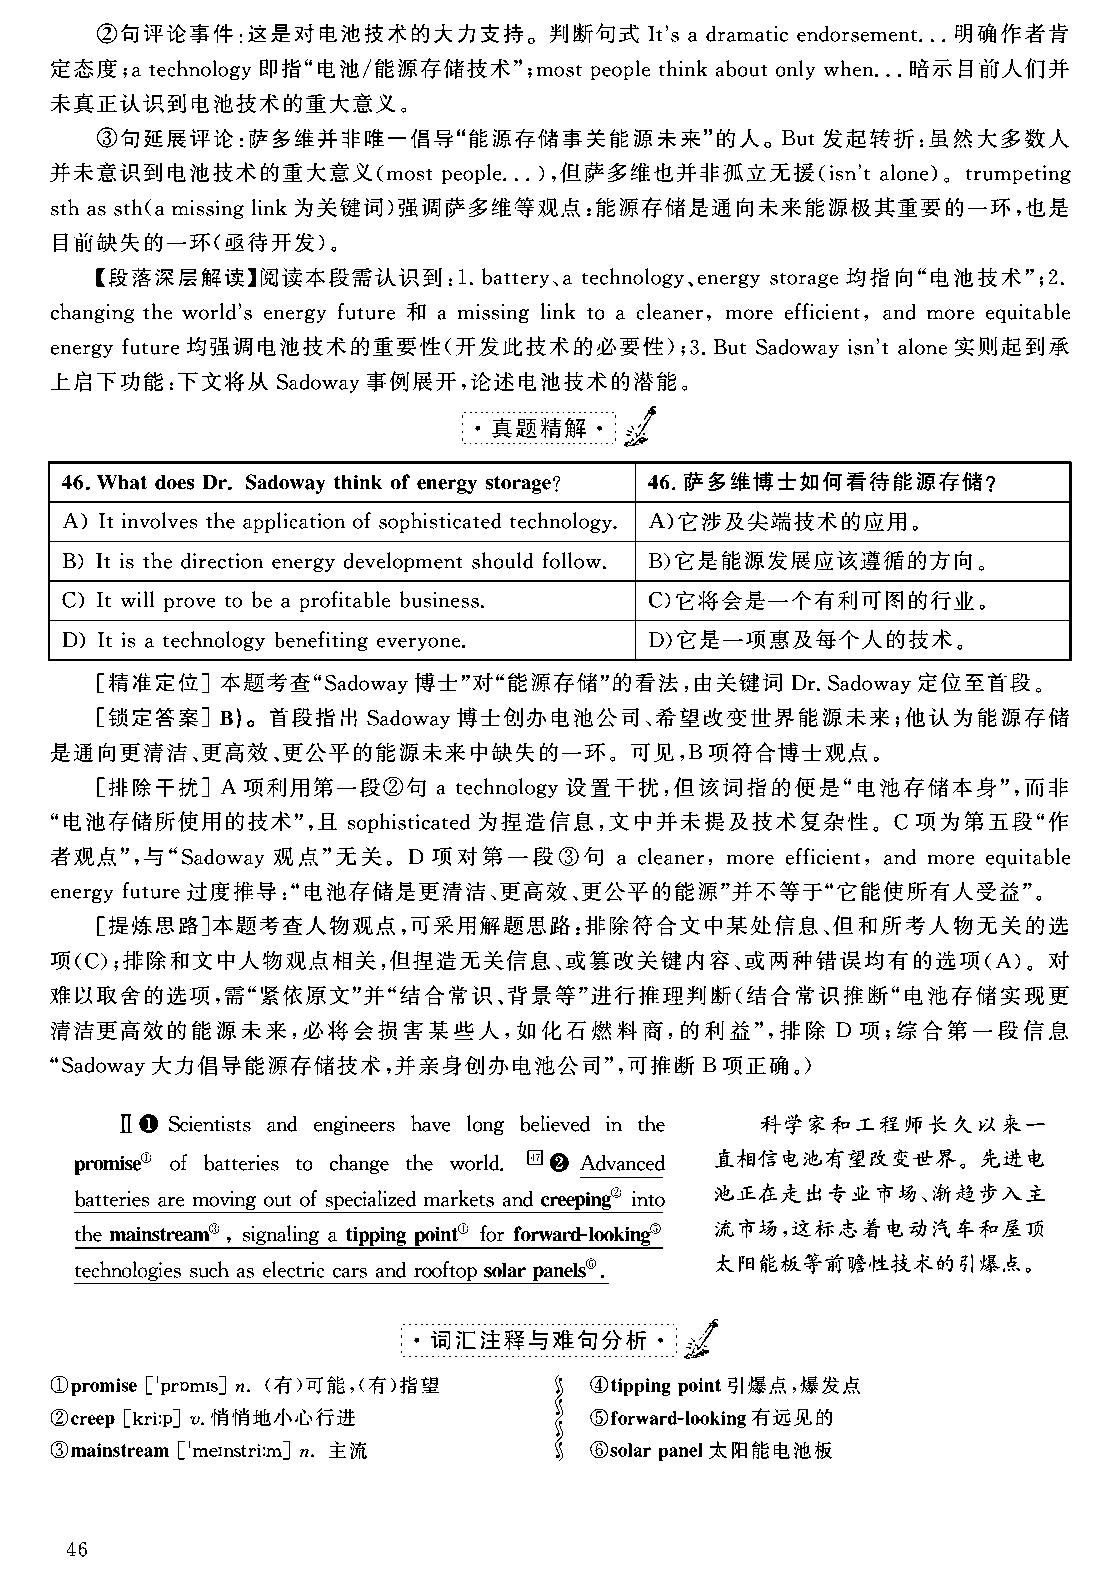 ②句评论事件:这是对电池技术的大力支持。判断句式 It's a dramatic endorsement...明确作者肯
定态度;a technology 即指“电池/能源存储技术”;most people think about only when...暗示目前人们并
未真正认识到电池技术的重大意义。
③句延展评论:萨多维并非唯一倡导“能源存储事关能源未来”的人。But 发起转折:虽然大多数人
并未意识到电池技术的重大意义(most people...),但萨多维也并非孤立无援(isn't alone)。trumpeting
sth as sth(a missing link 为关键词)强调萨多维等观点:能源存储是通向未来能源极其重要的一环,也是
目前缺失的一环(亟待开发)。
【段落深层解读】阅读本段需认识到:1. battery、a technology、energy storage 均指向“电池技术”;2.
changing the world's energy future 和 a missing link to a cleaner, more efficient, and more equitable
energy future 均强调电池技术的重要性(开发此技术的必要性);3. But Sadoway isn't alone 实则起到承
上启下功能:下文将从 Sadoway 事例展开,论述电池技术的潜能。
·真题精解·
46. What does Dr. Sadoway think of energy storage? 46. 萨多维博士如何看待能源存储?
A) It involves the application of sophisticated technology. A)它涉及尖端技术的应用。
B) It is the direction energy development should follow. B)它是能源发展应该遵循的方向。
C) It will prove to be a profitable business. C)它将会是一个有利可图的行业。
D) It is a technology benefiting everyone. D)它是一项惠及每个人的技术。
[精准定位] 本题考查“Sadoway 博士”对“能源存储”的看法,由关键词 Dr. Sadoway 定位至首段。
[锁定答案] B)。首段指出 Sadoway 博士创办电池公司、希望改变世界能源未来;他认为能源存储
是通向更清洁、更高效、更公平的能源未来中缺失的一环。可见,B 项符合博士观点。
[排除干扰] A 项利用第一段②句 a technology 设置干扰,但该词指的便是“电池存储本身”,而非
“电池存储所使用的技术”,且 sophisticated 为捏造信息,文中并未提及技术复杂性。C 项为第五段“作
者观点”,与“Sadoway 观点”无关。D 项对第一段③句 a cleaner, more efficient, and more equitable
energy future 过度推导:“电池存储是更清洁、更高效、更公平的能源”并不等于“它能使所有人受益”。
[提炼思路]本题考查人物观点,可采用解题思路:排除符合文中某处信息、但和所考人物无关的选
项(C);排除和文中人物观点相关,但捏造无关信息、或篡改关键内容、或两种错误均有的选项(A)。对
难以取舍的选项,需“紧依原文”并“结合常识、背景等”进行推理判断(结合常识推断“电池存储实现更
清洁更高效的能源未来,必将会损害某些人,如化石燃料商,的利益”,排除 D 项;综合第一段信息
“Sadoway 大力倡导能源存储技术,并亲身创办电池公司”,可推断 B 项正确。)
Ⅱ ❶ Scientists and engineers have long believed in the
promise① of batteries to change the world. 47 ❷ Advanced
batteries are moving out of specialized markets and creeping② into
the mainstream③, signaling a tipping point④ for forward-looking⑤
technologies such as electric cars and rooftop solar panels⑥.
科学家和工程师长久以来一
直相信电池有望改变世界。先进电
池正在走出专业市场、渐趋步入主
流市场,这标志着电动汽车和屋顶
太阳能板等前瞻性技术的引爆点。
·词汇注释与难句分析·
①promise [ˈprɒmɪs] n. (有)可能,(有)指望
②creep [kriːp] v. 悄悄地小心行进
③mainstream [ˈmeɪnstriːm] n. 主流
④tipping point 引爆点,爆发点
⑤forward-looking 有远见的
⑥solar panel 太阳能电池板
46